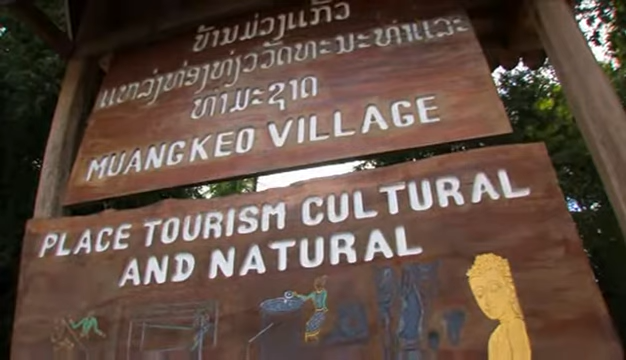 ບ້ານມ່ວງແກ້ວ
ແຫລ່ງທ່ອງທ່ຽວວັດທະນະທຳແລະ
ທຳມະຊາດ
MUANGKEO VILLAGE
PLACE TOURISM CULTURAL
AND NATURAL